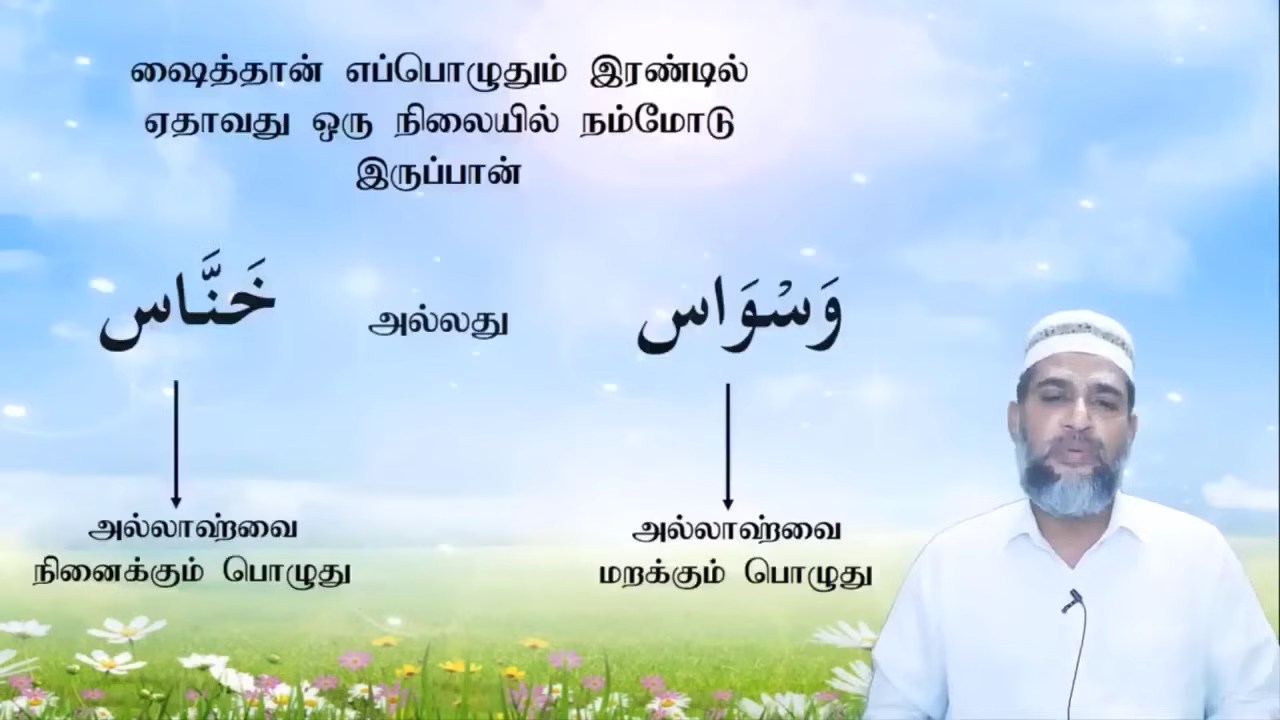 ஷைத்தான் எப்பொழுதும் இரண்டில்
ஏதாவது ஒரு நிலையில் நம்மோடு
இருப்பான்
وَسْوَاس அல்லது خَنَّاس
அல்லாஹ்வை
நினைக்கும் பொழுது
அல்லாஹ்வை
மறக்கும் பொழுது